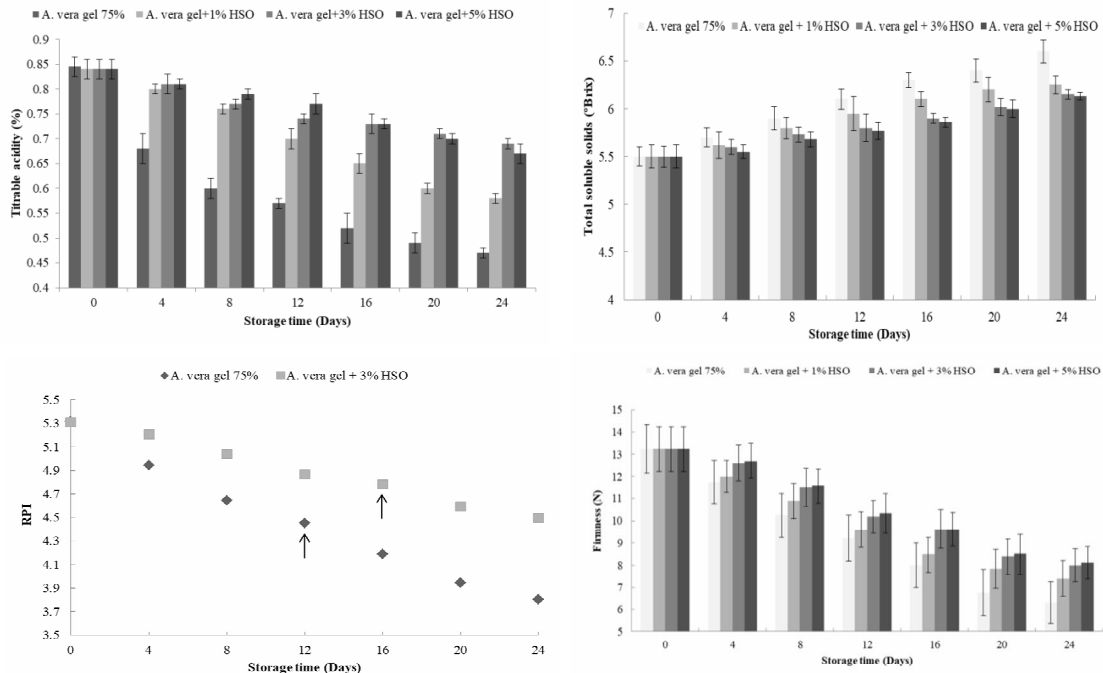 A. vera gel 75% A. vera gel+1% HSO A. vera gel+3% HSO A. vera gel+5% HSO
Titrable acidity (%)
0.9
0.85
0.8
0.75
0.7
0.65
0.6
0.55
0.5
0.45
0.4
0 4 8 12 16 20 24
Storage time (Days)
A. vera gel 75% A. vera gel + 1% HSO A. vera gel + 3% HSO A. vera gel + 5% HSO
Total soluble solids (°Brix)
7
6.5
6
5.5
5
4.5
4
0 4 8 12 16 20 24
Storage time (Days)
A. vera gel 75% A. vera gel + 3% HSO
RPI
5.5
5.3
5.1
4.9
4.7
4.5
4.3
4.1
3.9
3.7
3.5
0 4 8 12 16 20 24
Storage time (Days)
A. vera gel 75% A. vera gel + 1% HSO A. vera gel + 3% HSO A. vera gel + 5% HSO
Firmness (N)
15
14
13
12
11
10
9
8
7
6
5
0 4 8 12 16 20 24
Storage time (Days)